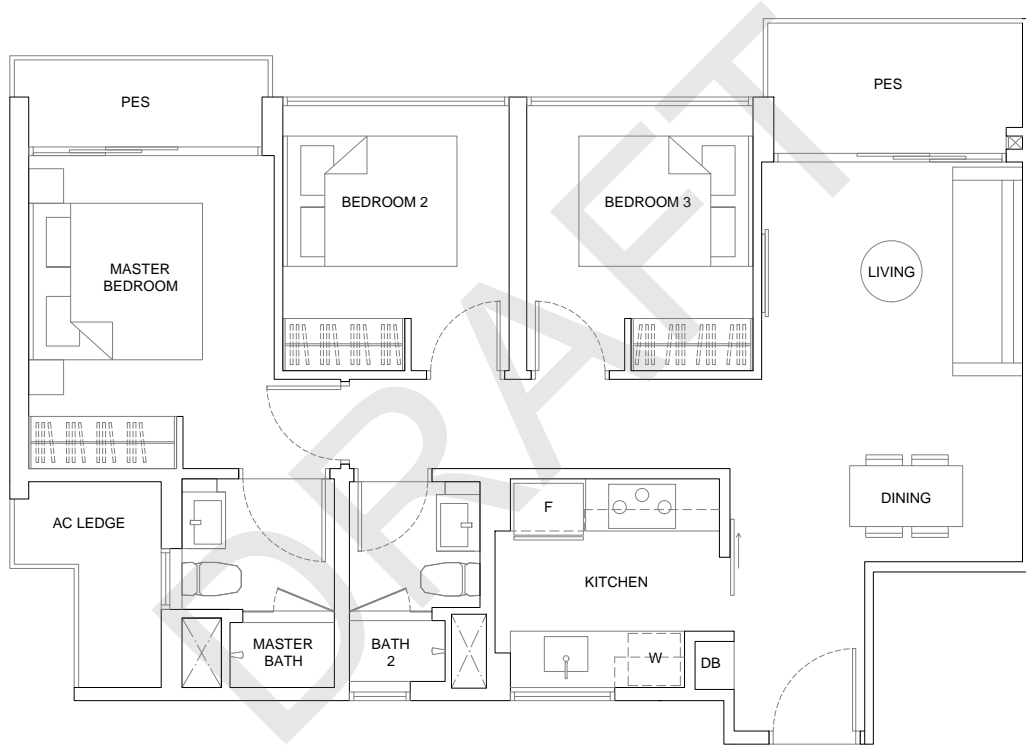 PES
PES
BEDROOM 2
BEDROOM 3
MASTER
BEDROOM
LIVING
DINING
AC LEDGE
F
KITCHEN
MASTER
BATH
BATH
2
W
DB
DRAFT